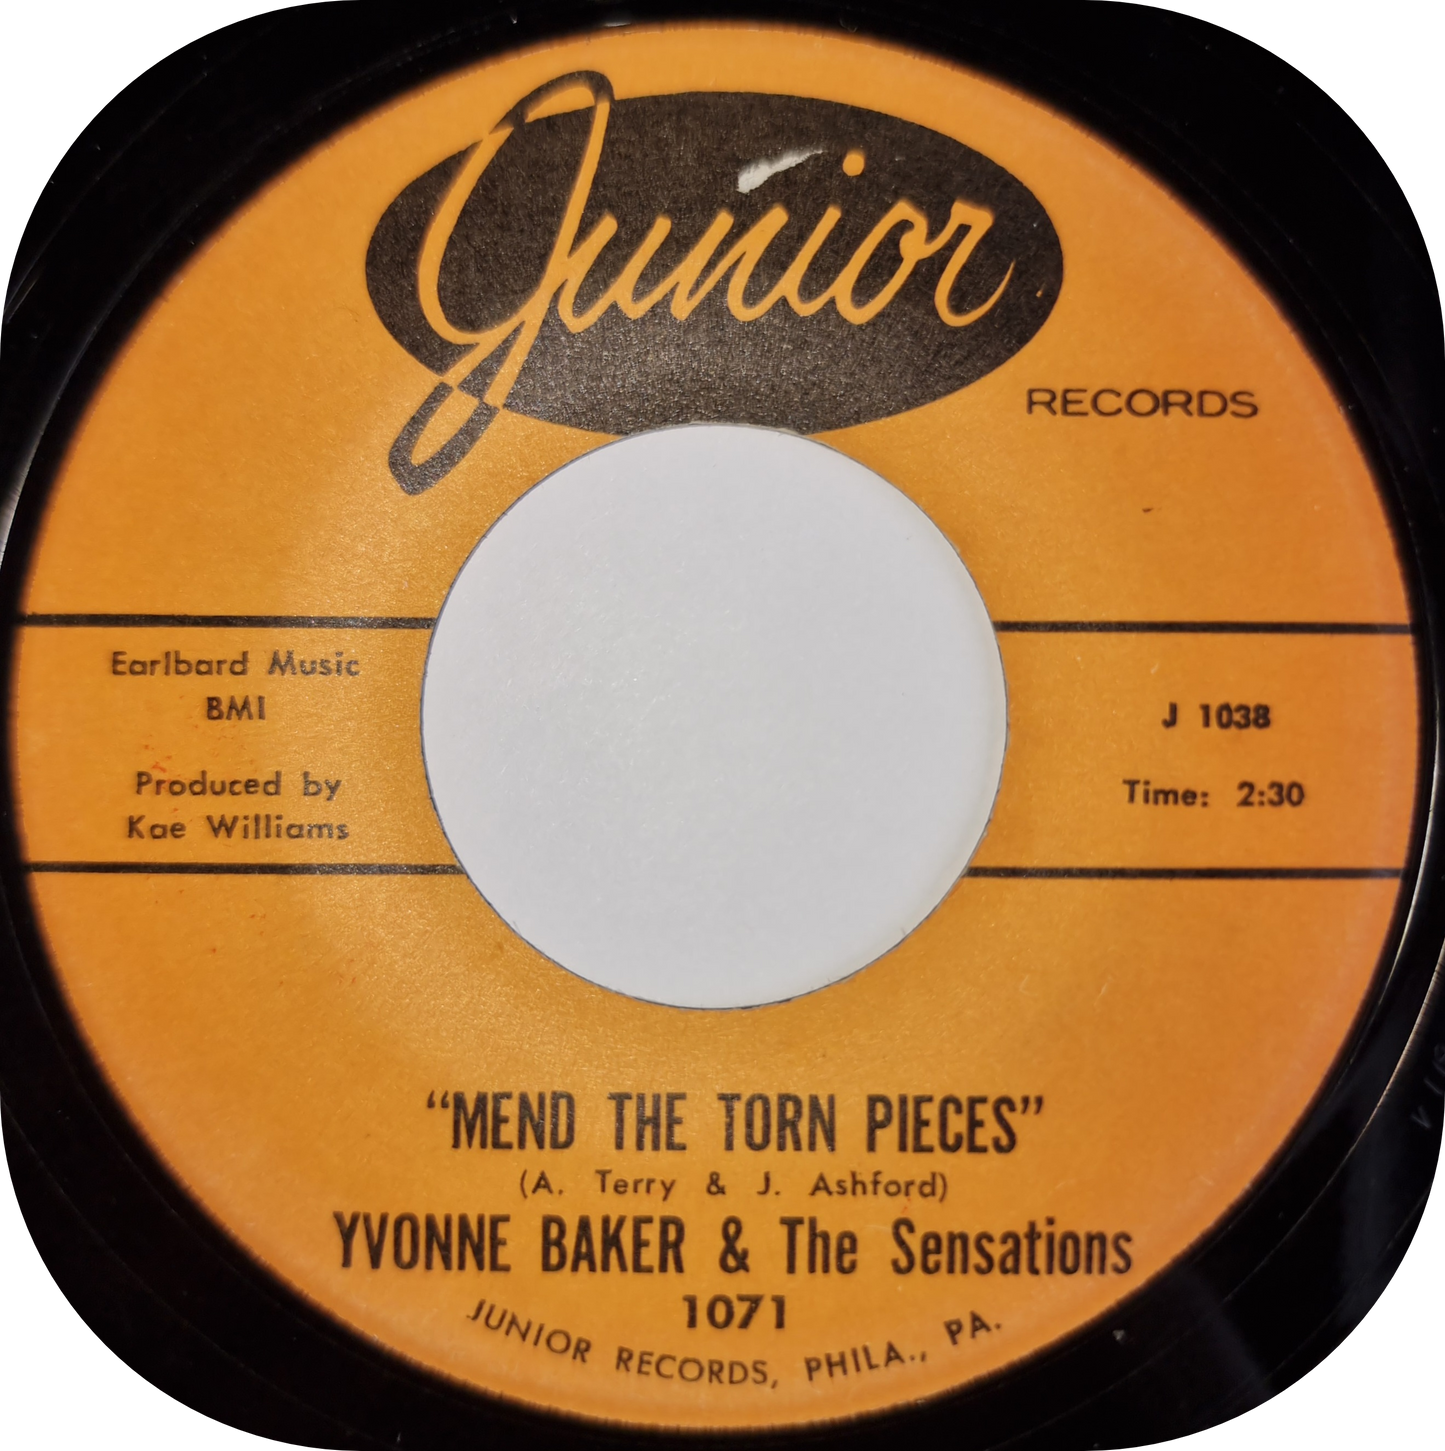 Junior
RECORDS
Earlbard Music
BMI
Produced by
Kae Williams
J 1038
Time: 2:30
“MEND THE TORN PIECES”
(A. Terry & J. Ashford)
YVONNE BAKER & The Sensations
1071
JUNIOR RECORDS, PHILA., PA.